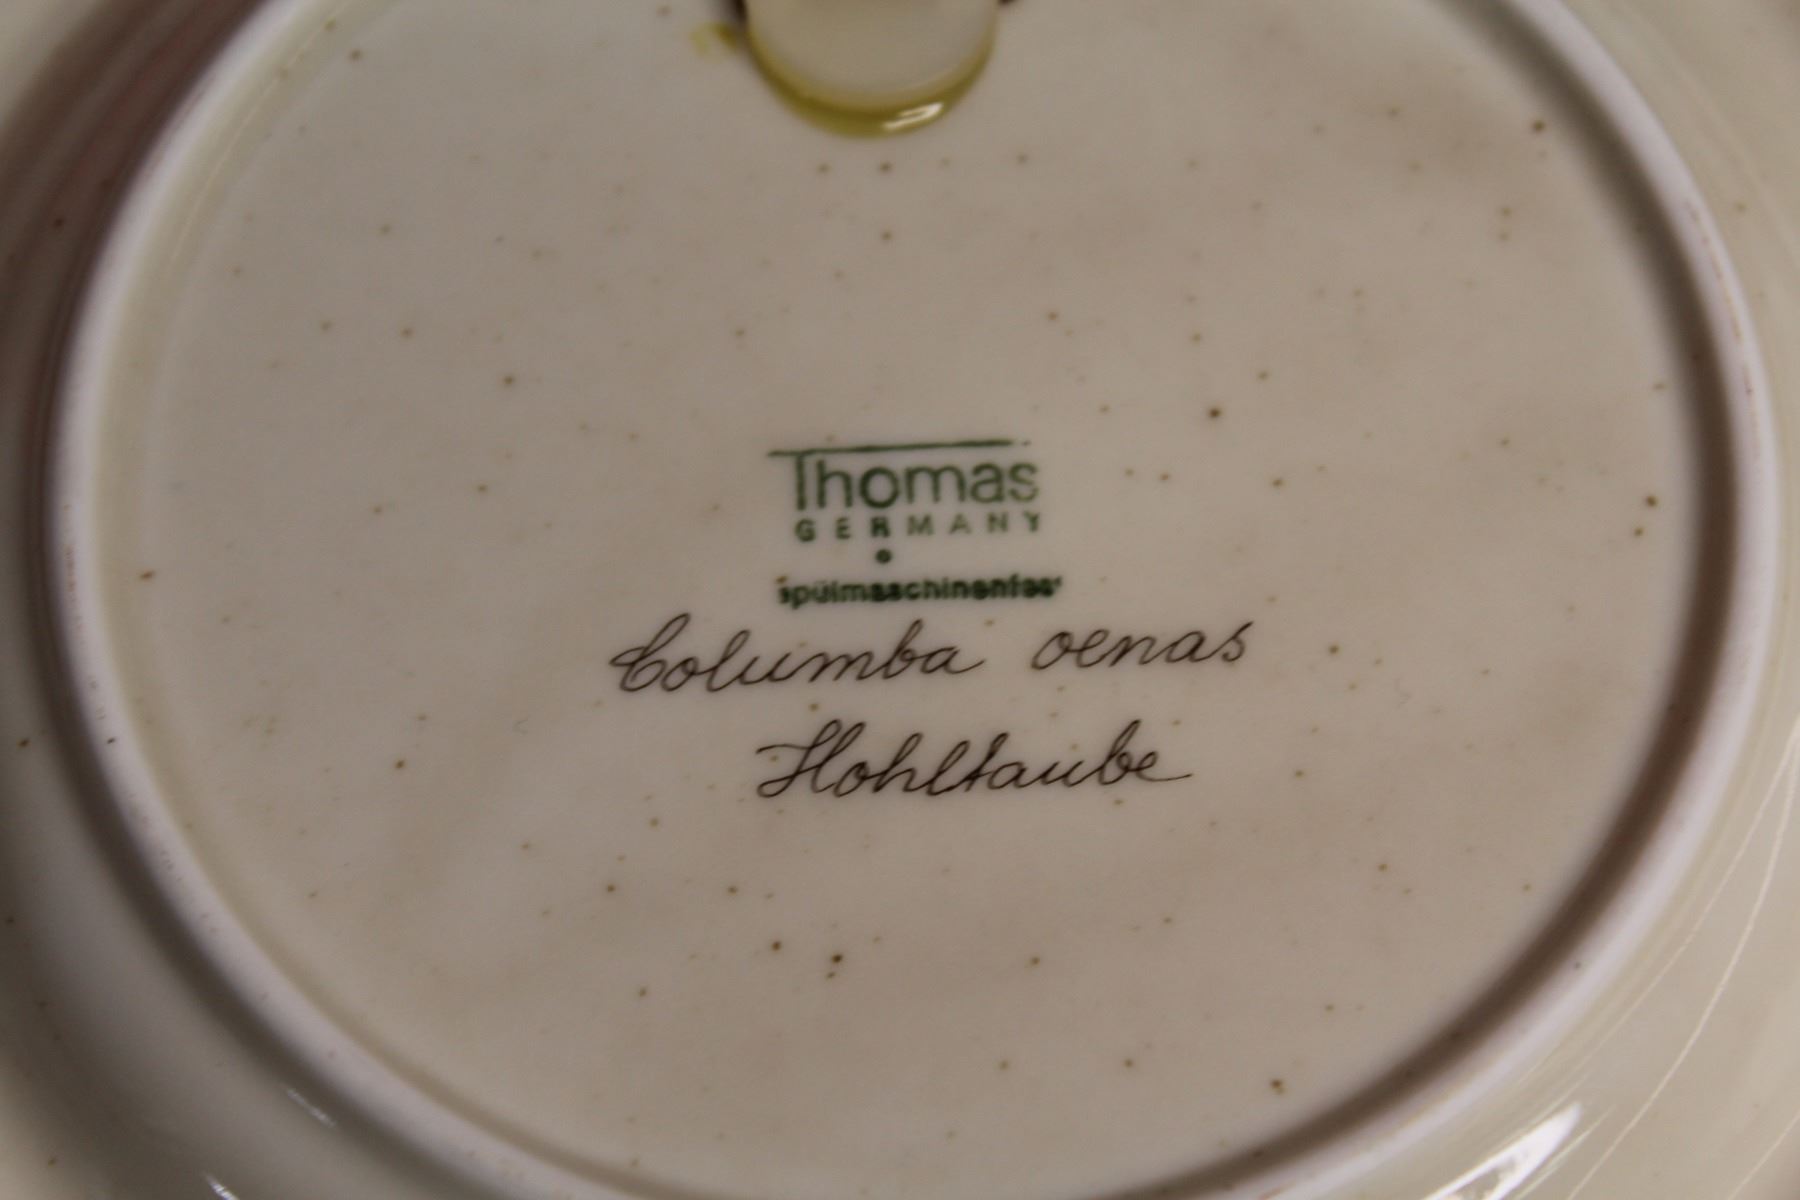 Thomas
GERMANY
spülmaschinenfest
Columba oenas
Hohltaube